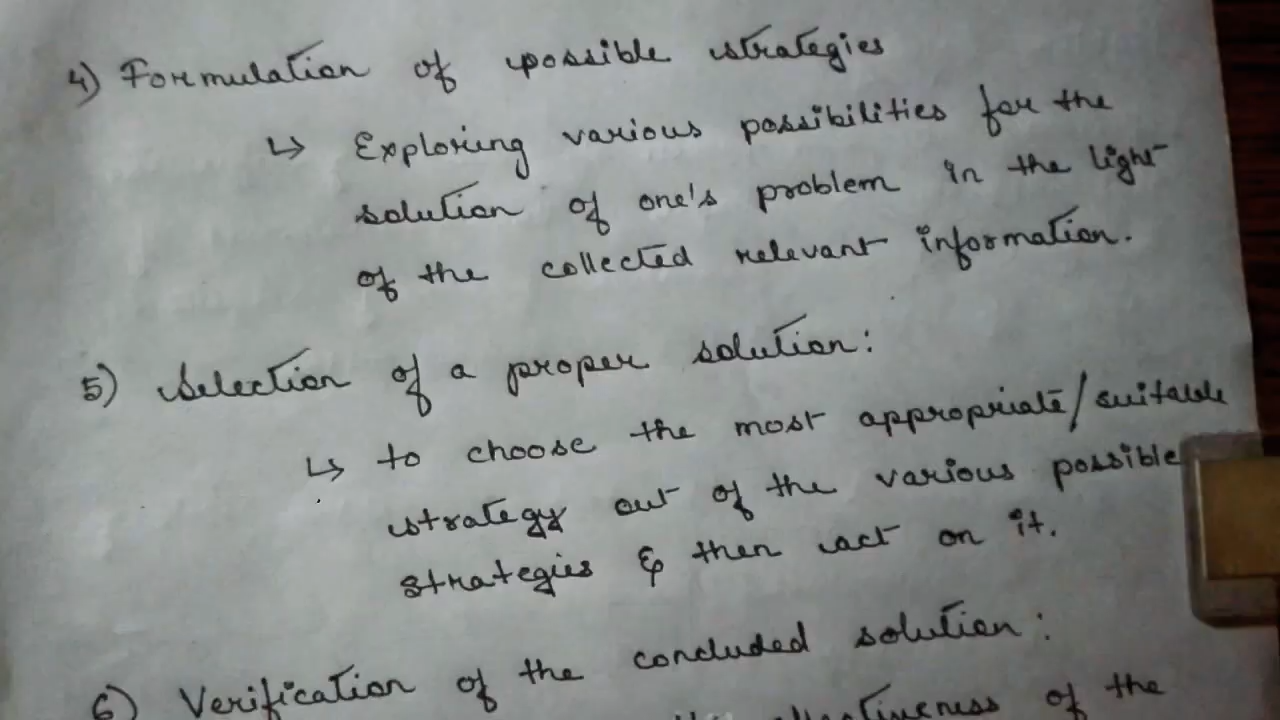 4) Formulation of possible strategies
↳ Exploring various possibilities for the
solution of one's problem in the light
of the collected relevant information.
5) Selection of a proper solution:
↳ to choose the most appropriate/suitable
strategy out of the various possible
strategies & then act on it.
6) Verification of the concluded solution:
effectiveness of the